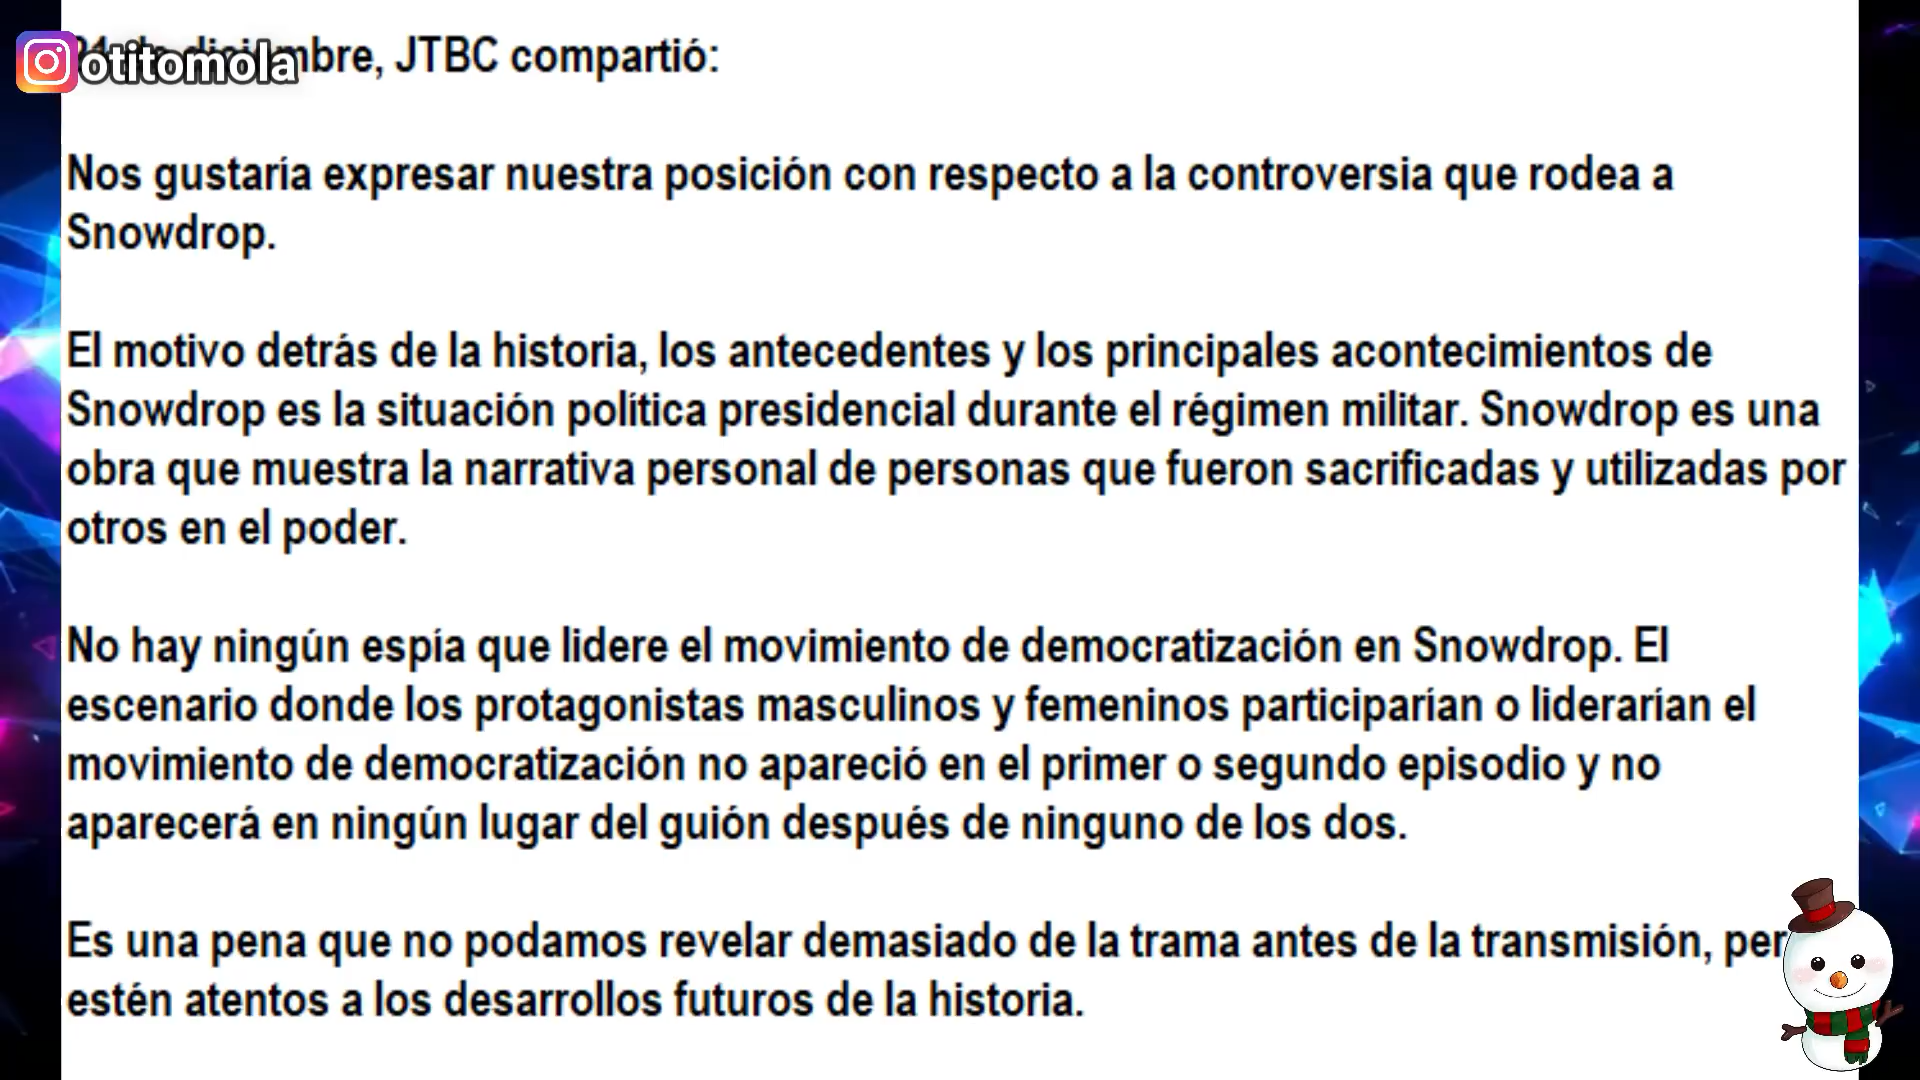 otitomola
mbre, JTBC compartió:
Nos gustaría expresar nuestra posición con respecto a la controversia que rodea a
Snowdrop.
El motivo detrás de la historia, los antecedentes y los principales acontecimientos de
Snowdrop es la situación política presidencial durante el régimen militar. Snowdrop es una
obra que muestra la narrativa personal de personas que fueron sacrificadas y utilizadas por
otros en el poder.
No hay ningún espía que lidere el movimiento de democratización en Snowdrop. El
escenario donde los protagonistas masculinos y femeninos participarían o liderarían el
movimiento de democratización no apareció en el primer o segundo episodio y no
aparecerá en ningún lugar del guión después de ninguno de los dos.
Es una pena que no podamos revelar demasiado de la trama antes de la transmisión, per
estén atentos a los desarrollos futuros de la historia.